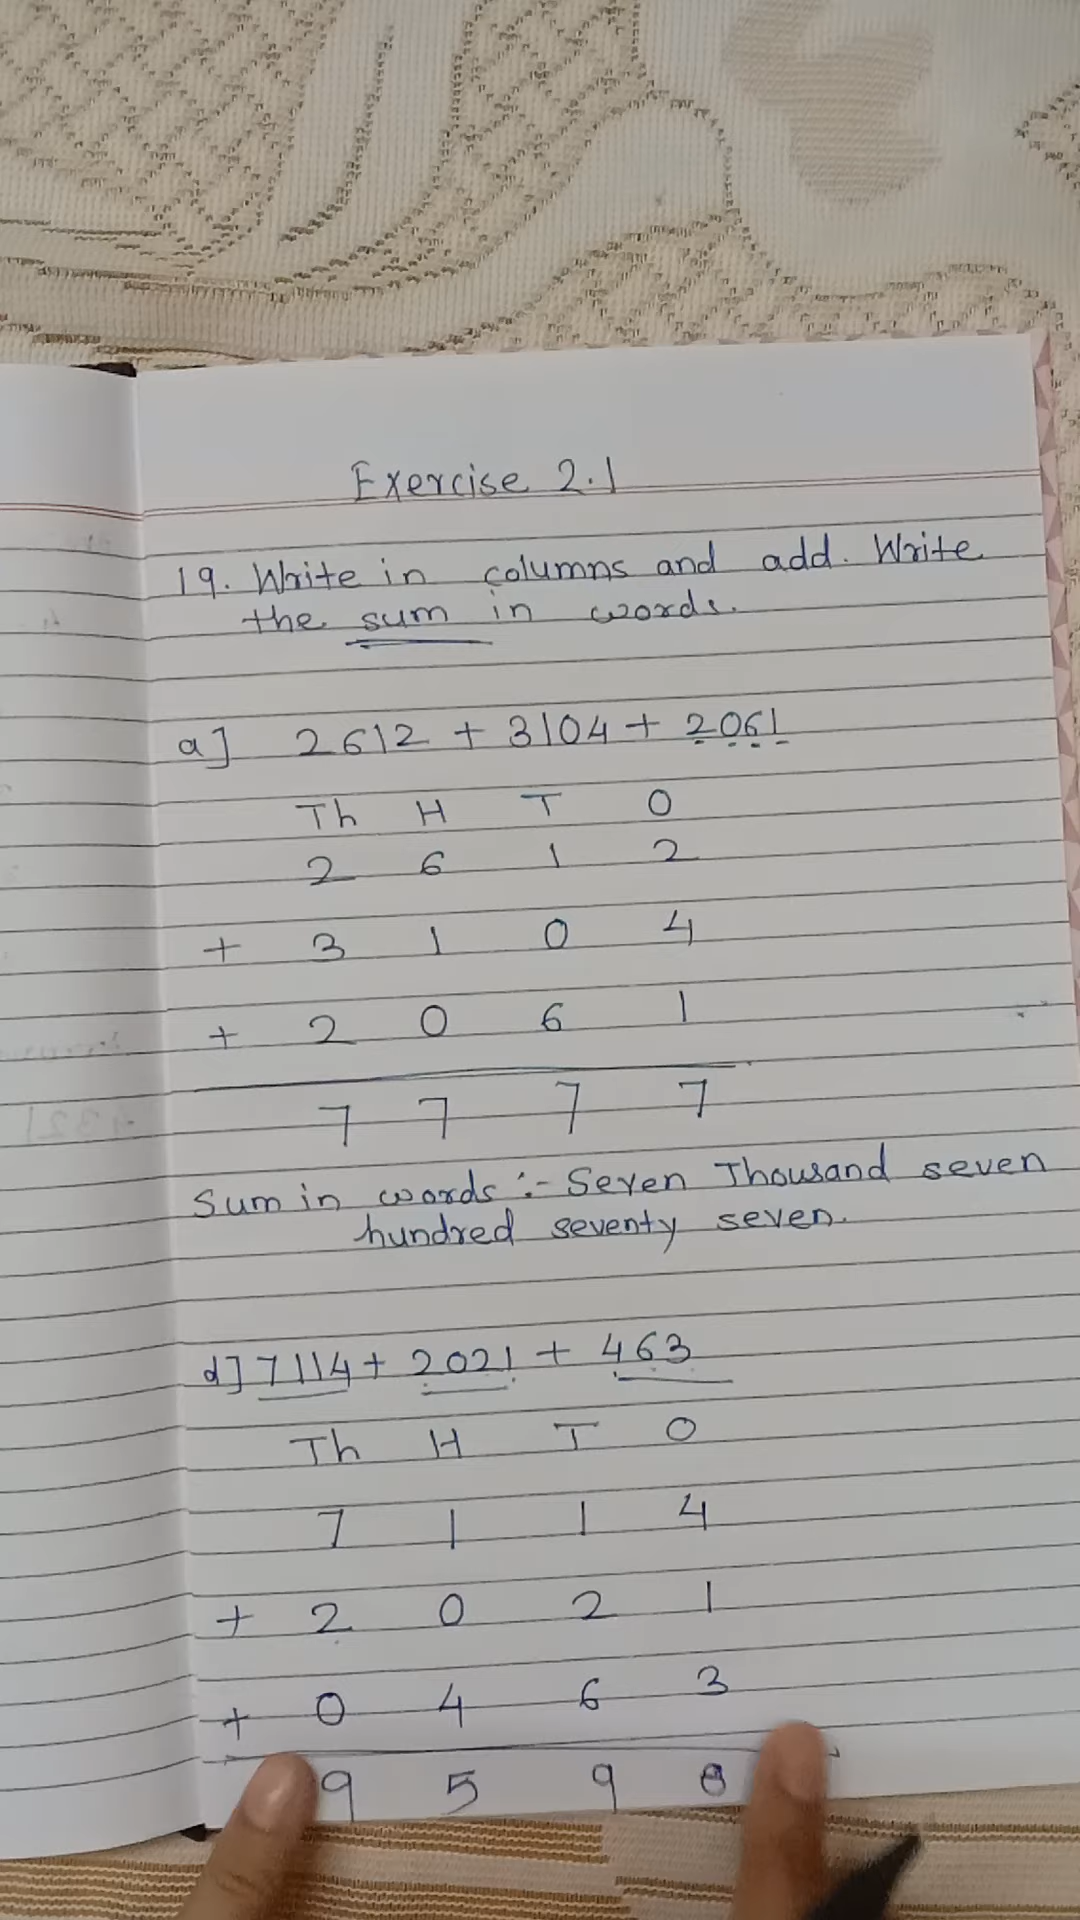 Exercise 2.1
19. Write in columns and add. Write
the sum in words.
a] 2612 + 3104 + 2061
Th H T O
2 6 1 2
+ 3 1 0 4
+ 2 0 6 1
7 7 7 7
Sum in words :- Seven Thousand seven
hundred seventy seven.
d] 7114 + 2021 + 463
Th H T O
7 1 1 4
+ 2 0 2 1
+ 0 4 6 3
9 5 9 8